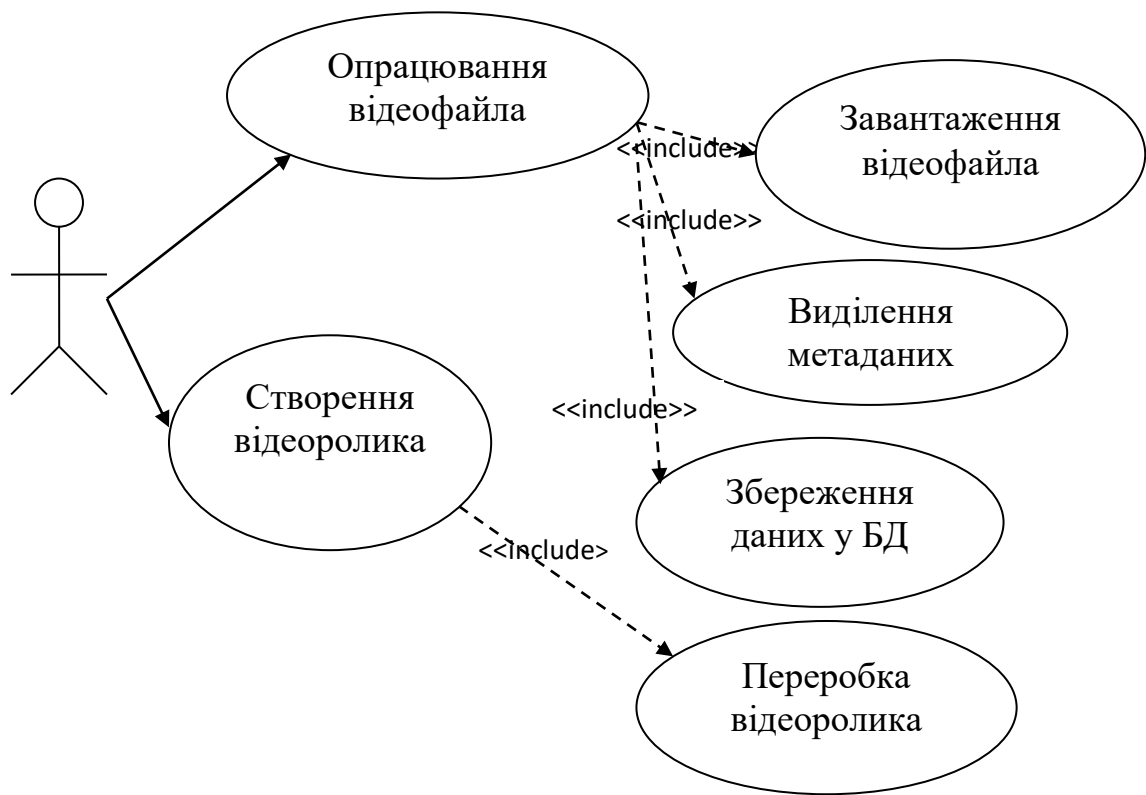 Опрацювання
відеофайла
Завантаження
відеофайла
<<include>>
<<include>>
Виділення
метаданих
Створення
відеоролика
<<include>>
Збереження
даних у БД
<<include>
Переробка
відеоролика